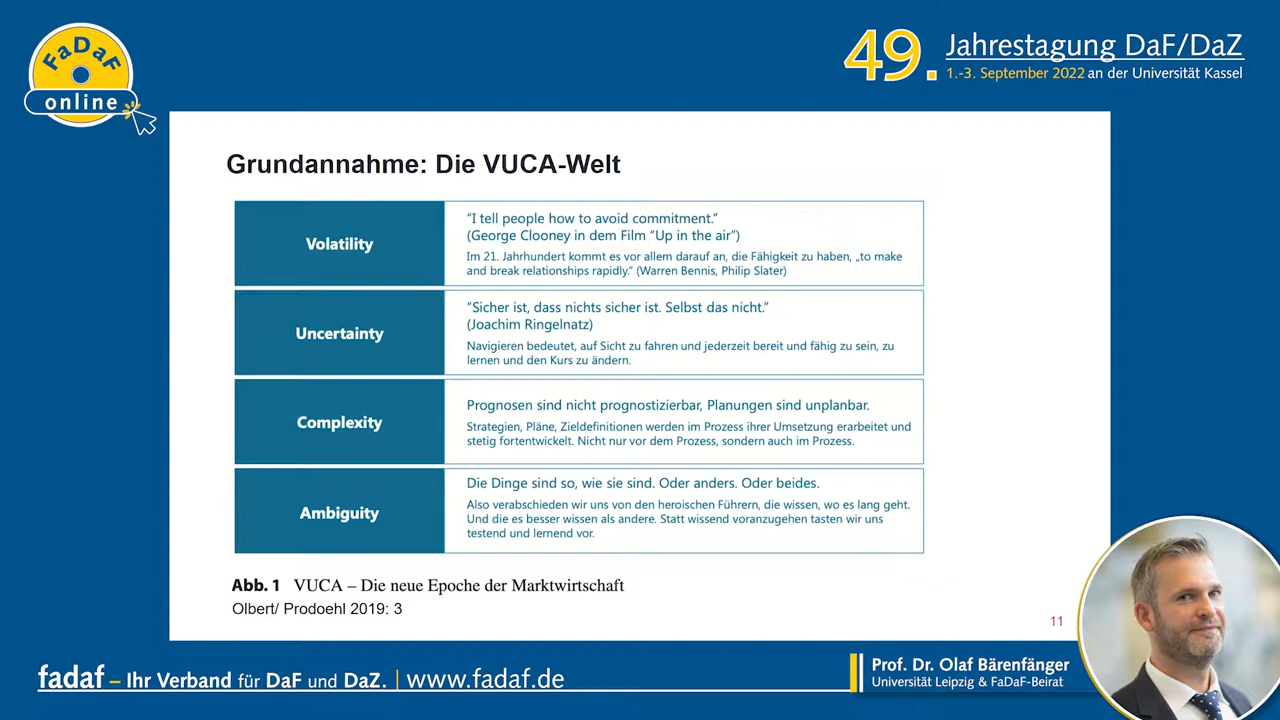 FaDaF
online
49. Jahrestagung DaF/DaZ
1.-3. September 2022 an der Universität Kassel
Grundannahme: Die VUCA-Welt
Volatility
“I tell people how to avoid commitment.”
(George Clooney in dem Film “Up in the air”)
Im 21. Jahrhundert kommt es vor allem darauf an, die Fähigkeit zu haben, „to make
and break relationships rapidly.” (Warren Bennis, Philip Slater)
Uncertainty
“Sicher ist, dass nichts sicher ist. Selbst das nicht.”
(Joachim Ringelnatz)
Navigieren bedeutet, auf Sicht zu fahren und jederzeit bereit und fähig zu sein, zu
lernen und den Kurs zu ändern.
Complexity
Prognosen sind nicht prognostizierbar, Planungen sind unplanbar.
Strategien, Pläne, Zieldefinitionen werden im Prozess ihrer Umsetzung erarbeitet und
stetig fortentwickelt. Nicht nur vor dem Prozess, sondern auch im Prozess.
Ambiguity
Die Dinge sind so, wie sie sind. Oder anders. Oder beides.
Also verabschieden wir uns von den heroischen Führern, die wissen, wo es lang geht.
Und die es besser wissen als andere. Statt wissend voranzugehen tasten wir uns
testend und lernend vor.
Abb. 1 VUCA – Die neue Epoche der Marktwirtschaft
Olbert/ Prodoehl 2019: 3
11
fadaf – Ihr Verband für DaF und DaZ. | www.fadaf.de
Prof. Dr. Olaf Bärenfänger
Universität Leipzig & FaDaF-Beirat